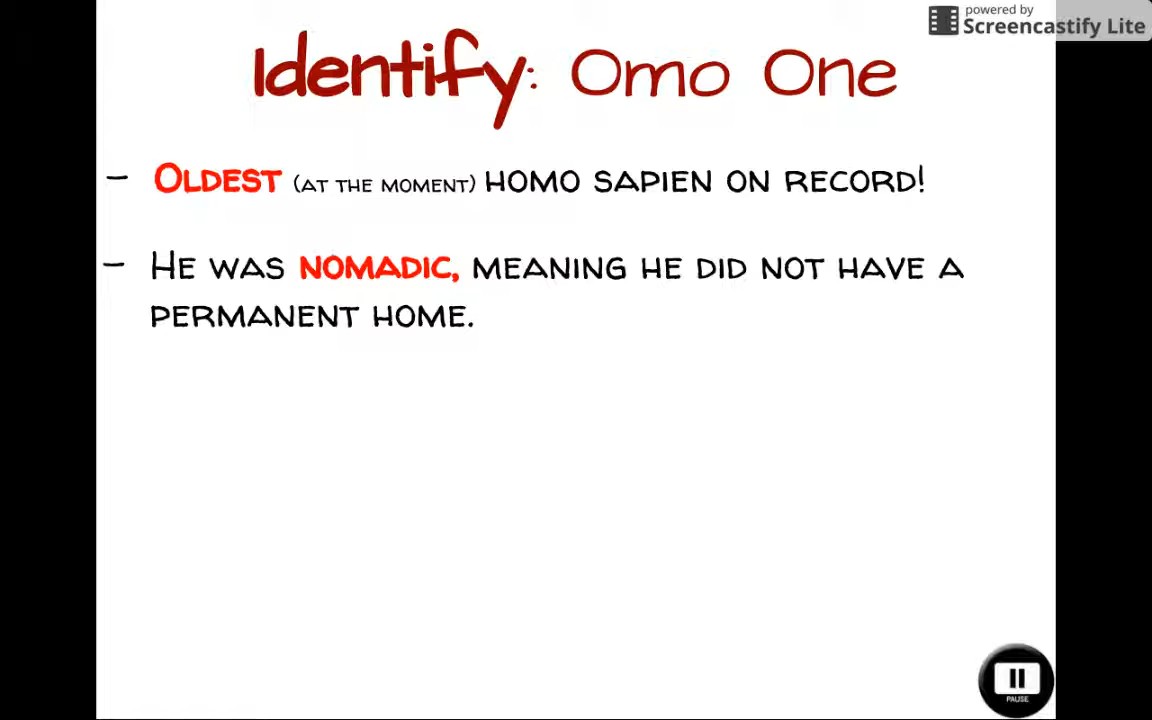 powered by
Screencastify Lite
Identify: Omo One
- OLDEST (AT THE MOMENT) HOMO SAPIEN ON RECORD!
- HE WAS NOMADIC, MEANING HE DID NOT HAVE A
PERMANENT HOME.
PAUSE